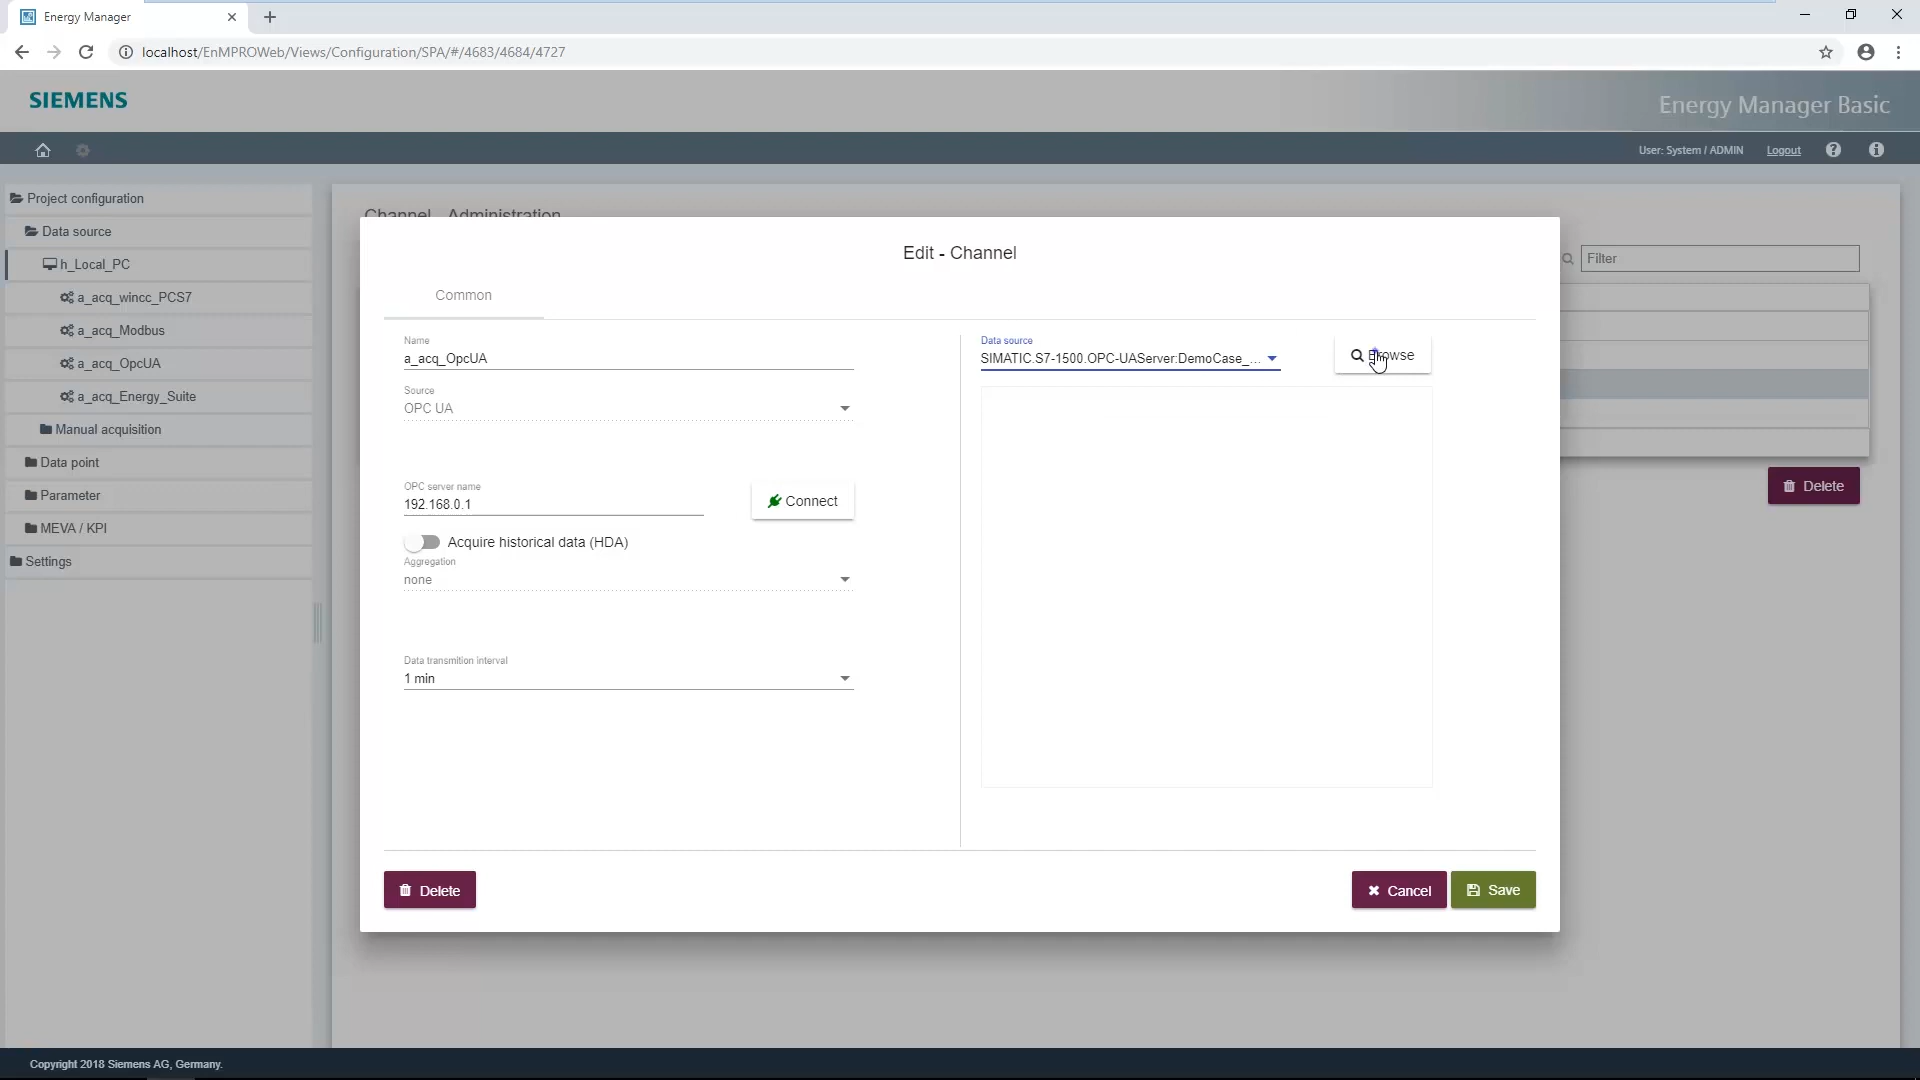 Energy Manager
localhost/EnMPROWeb/Views/Configuration/SPA/#/4683/4684/4727
SIEMENS
Energy Manager Basic
User: System / ADMIN
Logout
Project configuration
Data source
h_Local_PC
a_acq_wincc_PCS7
a_acq_Modbus
a_acq_OpcUA
a_acq_Energy_Suite
Manual acquisition
Data point
Parameter
MEVA / KPI
Settings
Channel - Administration
Filter
Delete
Edit - Channel
Common
Name
a_acq_OpcUA
Source
OPC UA
OPC server name
192.168.0.1
Connect
Acquire historical data (HDA)
Aggregation
none
Data transmition interval
1 min
Data source
SIMATIC.S7-1500.OPC-UAServer:DemoCase_...
Browse
Delete
Cancel
Save
Copyright 2018 Siemens AG, Germany.